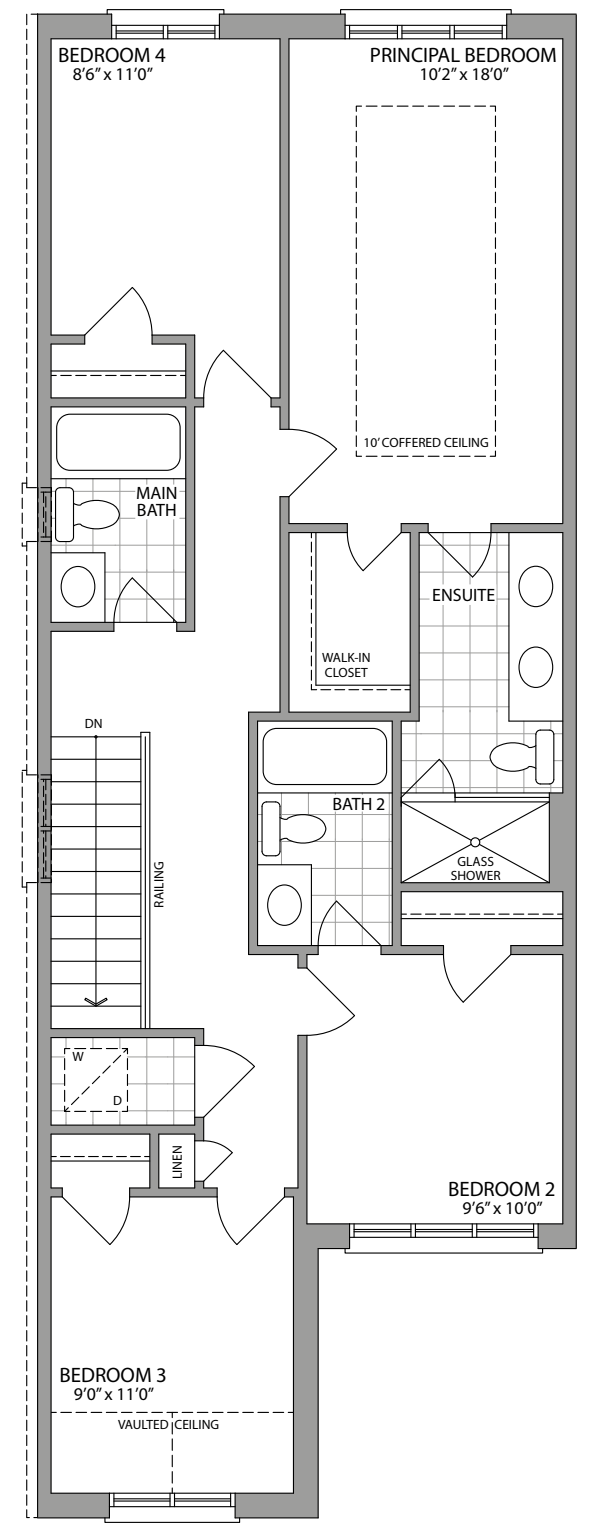 BEDROOM 4
8'6" x 11'0"
PRINCIPAL BEDROOM
10'2" x 18'0"
10' COFFERED CEILING
MAIN
BATH
ENSUITE
WALK-IN
CLOSET
DN
BATH 2
RAILING
GLASS
SHOWER
W
D
LINEN
BEDROOM 2
9'6" x 10'0"
BEDROOM 3
9'0" x 11'0"
VAULTED CEILING